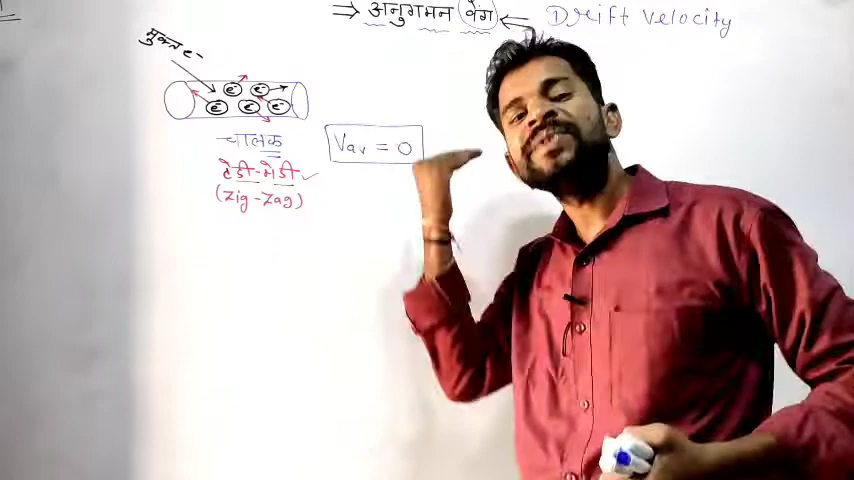 ⇒ अनुगमन वेग ⇐ Drift Velocity
मुक्त e-
e- e-
e- e- e-
चालक
Vav = 0
टेडी-मेडी ✓
(Zig-Zag)